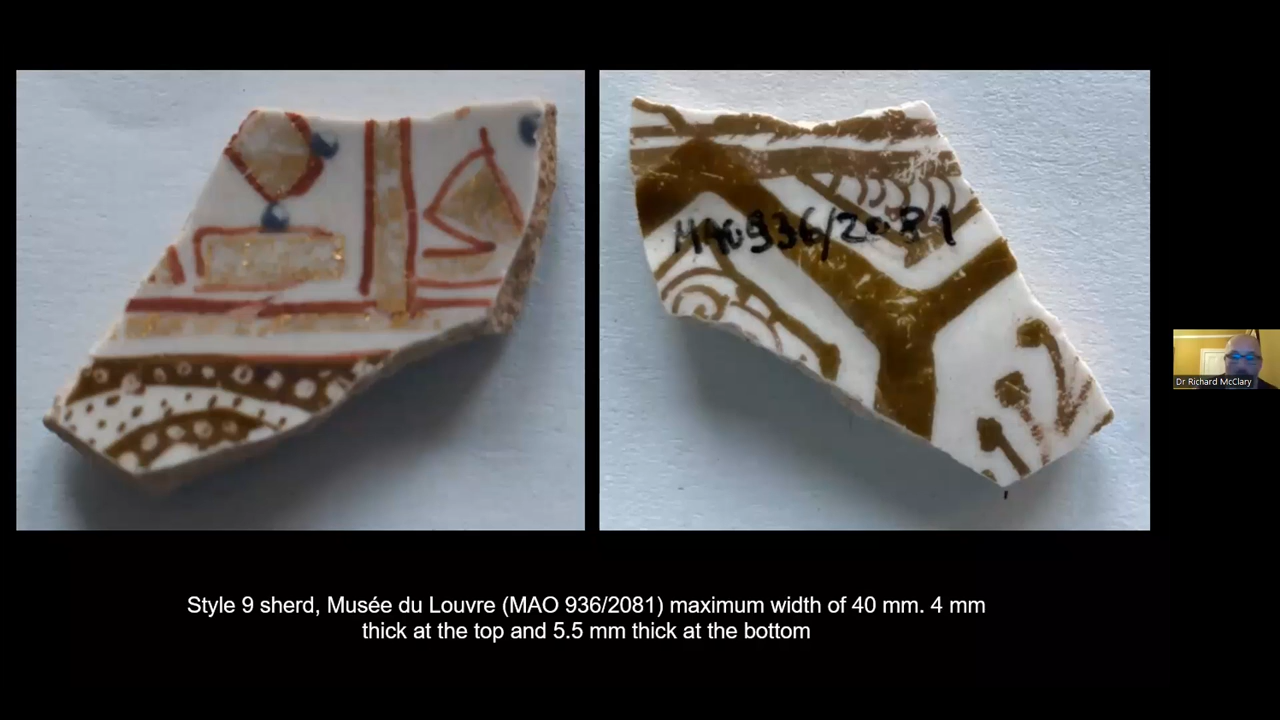 MAO936/2081
Dr Richard McClary
Style 9 sherd, Musée du Louvre (MAO 936/2081) maximum width of 40 mm. 4 mm
thick at the top and 5.5 mm thick at the bottom